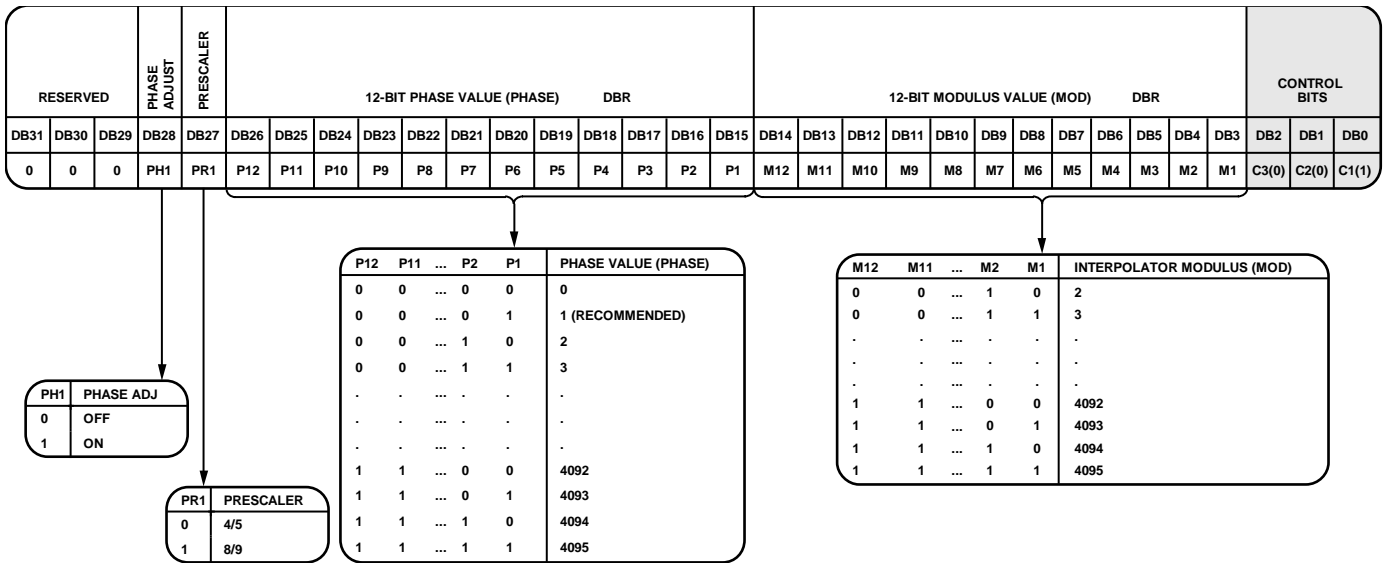 RESERVED
PHASE ADJUST
PRESCALER
12-BIT PHASE VALUE (PHASE) DBR
12-BIT MODULUS VALUE (MOD) DBR
CONTROL
BITS
DB31 DB30 DB29 DB28 DB27 DB26 DB25 DB24 DB23 DB22 DB21 DB20 DB19 DB18 DB17 DB16 DB15 DB14 DB13 DB12 DB11 DB10 DB9 DB8 DB7 DB6 DB5 DB4 DB3 DB2 DB1 DB0
0 0 0 PH1 PR1 P12 P11 P10 P9 P8 P7 P6 P5 P4 P3 P2 P1 M12 M11 M10 M9 M8 M7 M6 M5 M4 M3 M2 M1 C3(0) C2(0) C1(1)
P12 P11 ... P2 P1 PHASE VALUE (PHASE)
0 0 ... 0 0 0
0 0 ... 0 1 1 (RECOMMENDED)
0 0 ... 1 0 2
0 0 ... 1 1 3
. . ... . . .
. . ... . . .
. . ... . . .
1 1 ... 0 0 4092
1 1 ... 0 1 4093
1 1 ... 1 0 4094
1 1 ... 1 1 4095
M12 M11 ... M2 M1 INTERPOLATOR MODULUS (MOD)
0 0 ... 1 0 2
0 0 ... 1 1 3
. . ... . . .
. . ... . . .
. . ... . . .
1 1 ... 0 0 4092
1 1 ... 0 1 4093
1 1 ... 1 0 4094
1 1 ... 1 1 4095
PH1 PHASE ADJ
0 OFF
1 ON
PR1 PRESCALER
0 4/5
1 8/9